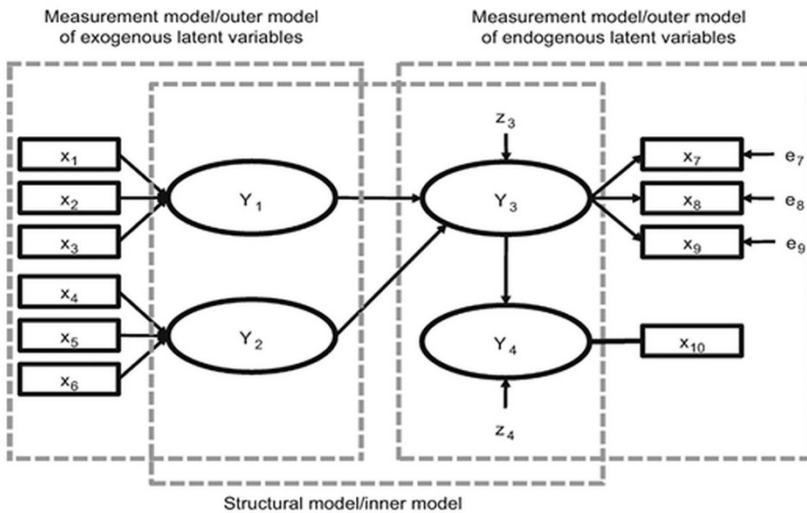 Measurement model/outer model
of exogenous latent variables
Measurement model/outer model
of endogenous latent variables
x₁
x₂
x₃
x₄
x₅
x₆
Y₁
Y₂
z₃
Y₃
Y₄
z₄
x₇
x₈
x₉
x₁₀
e₇
e₈
e₉
Structural model/inner model